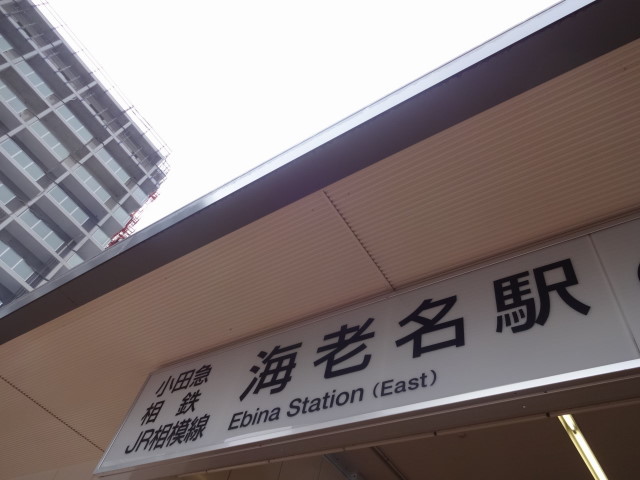 小田急
相鉄
JR相模線
海老名駅
Ebina Station (East)